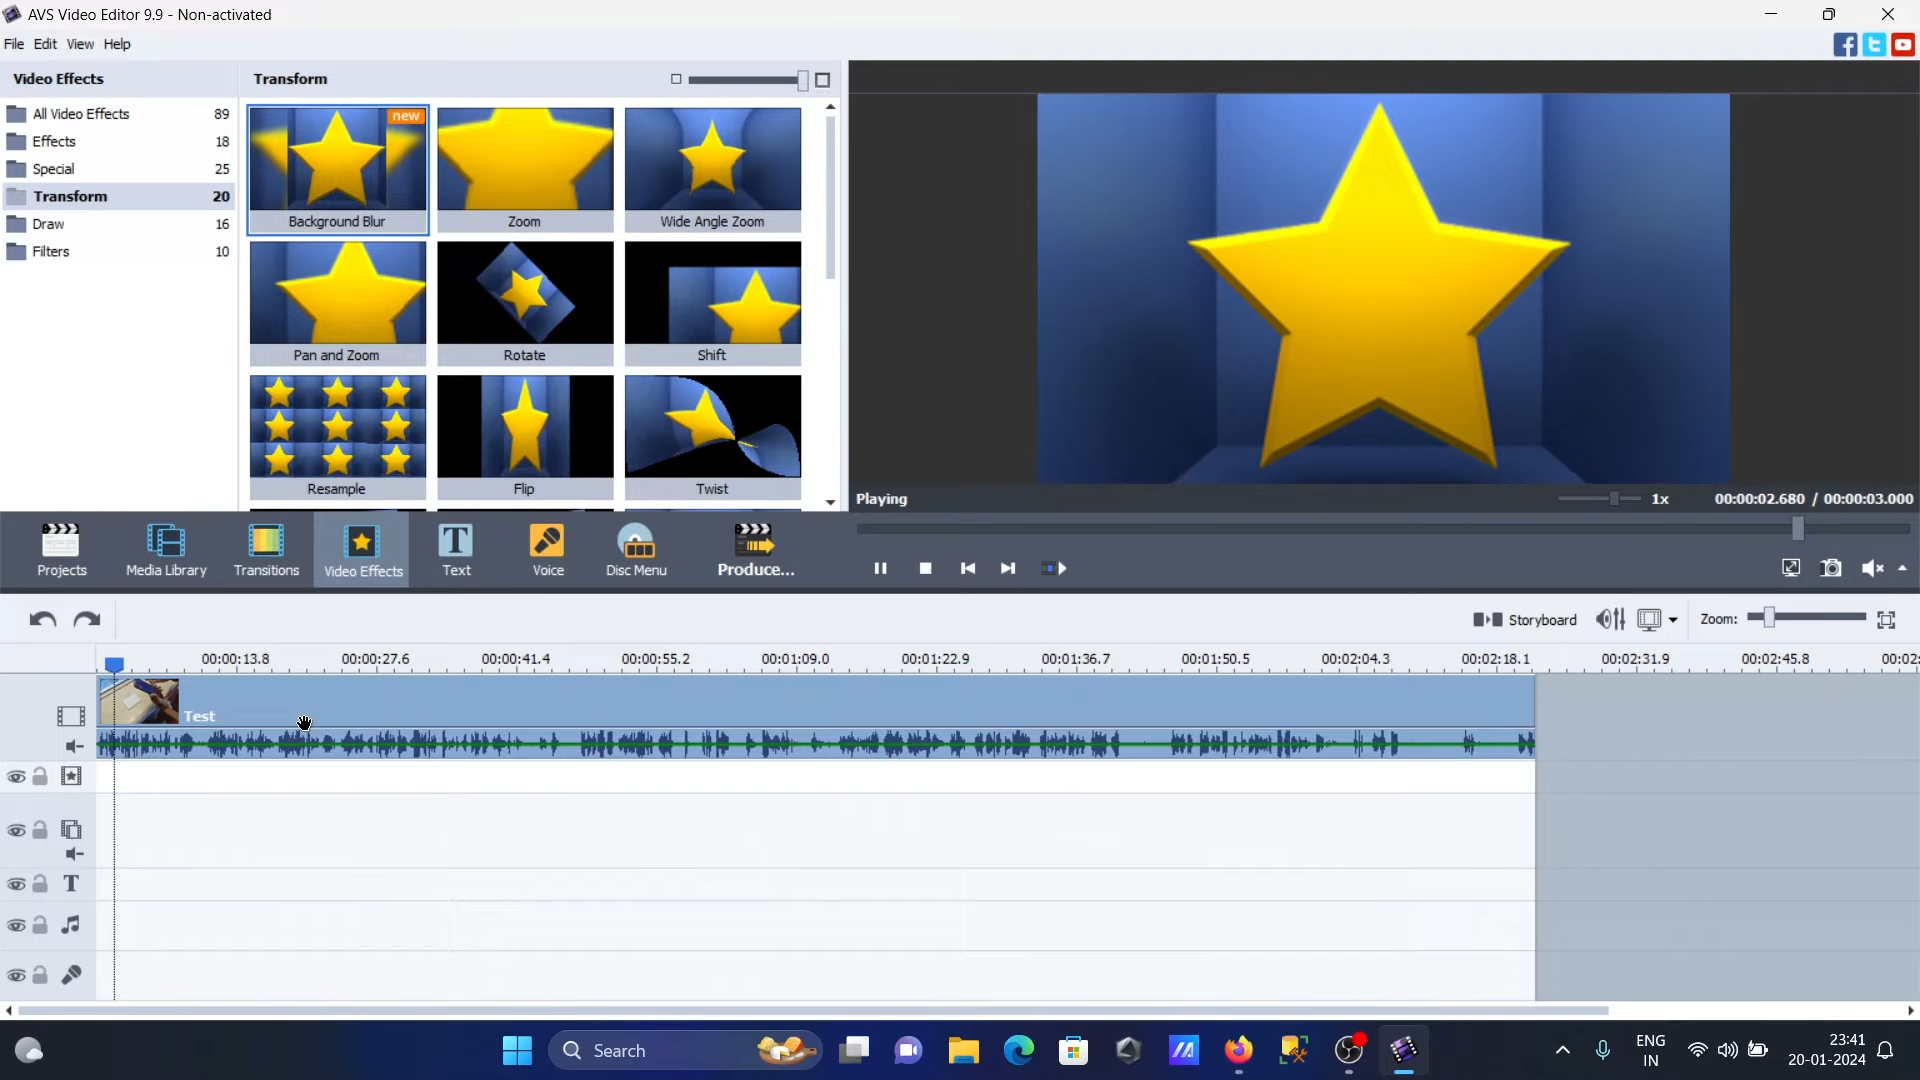 AVS Video Editor 9.9 - Non-activated
File Edit View Help
Video Effects
Transform
All Video Effects 89
Effects 18
Special 25
Transform 20
Draw 16
Filters 10
new
Background Blur Zoom Wide Angle Zoom
Pan and Zoom Rotate Shift
Resample Flip Twist
Playing 1x 00:00:02.680 / 00:00:03.000
Projects Media Library Transitions Video Effects Text Voice Disc Menu Produce...
Storyboard Zoom:
00:00:13.8 00:00:27.6 00:00:41.4 00:00:55.2 00:01:09.0 00:01:22.9 00:01:36.7 00:01:50.5 00:02:04.3 00:02:18.1 00:02:31.9 00:02:45.8 00:02:
Test
T
Search
ENG
IN
23:41
20-01-2024